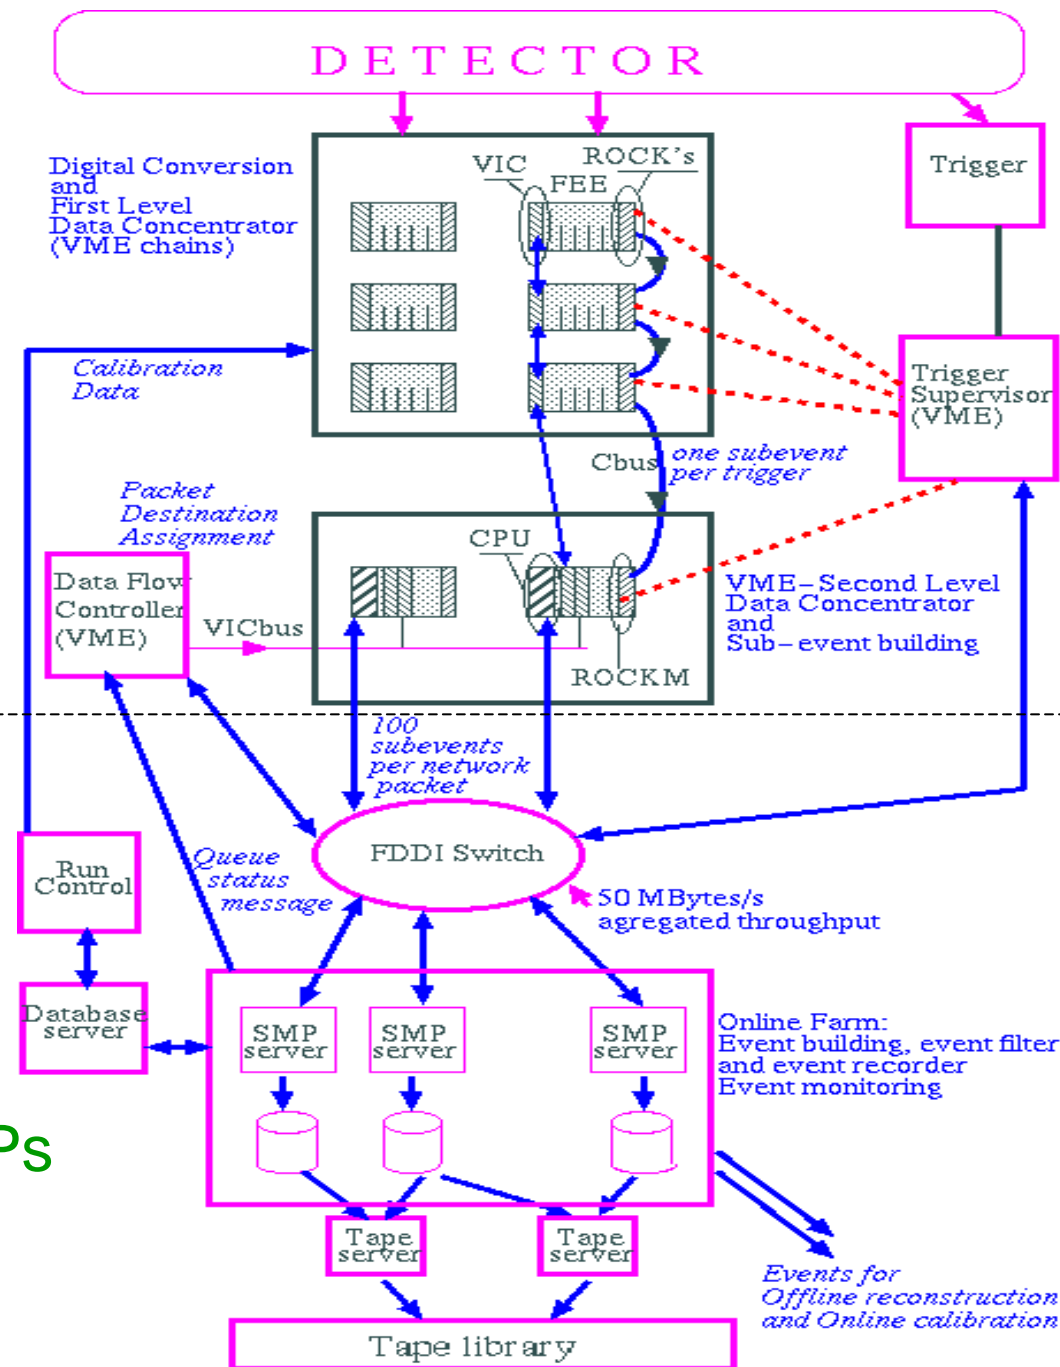 DETECTOR
Digital Conversion
and
First Level
Data Concentrator
(VME chains)
VIC
FEE
ROCK's
Trigger
Calibration
Data
Trigger
Supervisor
(VME)
Cbus
one subevent
per trigger
Packet
Destination
Assignment
CPU
Data Flow
Controller
(VME)
VICbus
VME-Second Level
Data Concentrator
and
Sub-event building
ROCKM
100
subevents
per network
packet
FDDI Switch
Run
Control
Queue
status
message
50 MBytes/s
agregated throughput
Database
server
SMP
server
SMP
server
SMP
server
Online Farm:
Event building, event filter
and event recorder
Event monitoring
Ps
Tape
server
Tape
server
Events for
Offline reconstruction
and Online calibration
Tape library